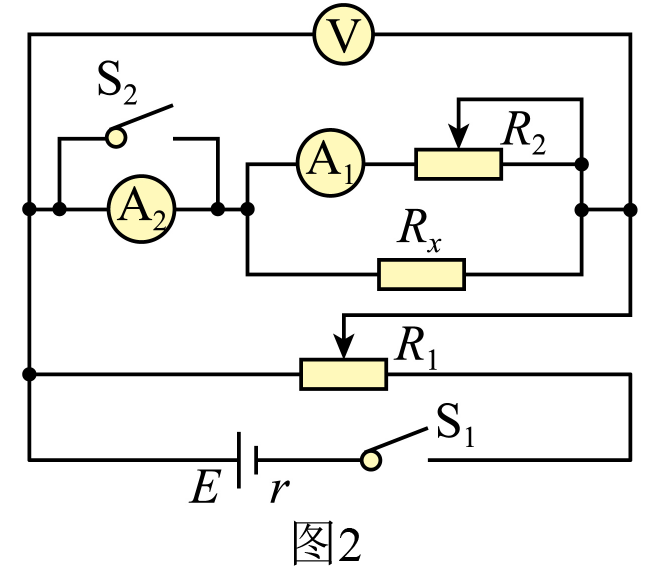 V
S₂
A₁
R₂
A₂
Rₓ
R₁
S₁
E
r
图2